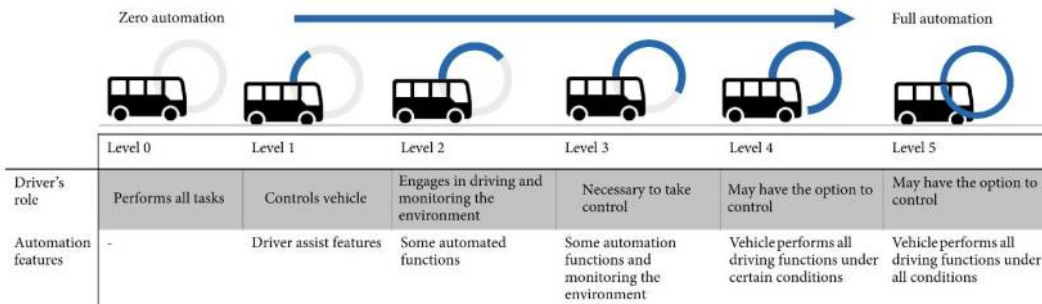 Zero automation Full automation
Level 0 Level 1 Level 2 Level 3 Level 4 Level 5
Driver's role
Performs all tasks
Controls vehicle
Engages in driving and
monitoring the
environment
Necessary to take
control
May have the option to
control
May have the option to
control
Automation
features
-
Driver assist features
Some automated
functions
Some automation
functions and
monitoring the
environment
Vehicle performs all
driving functions under
certain conditions
Vehicle performs all
driving functions under
all conditions